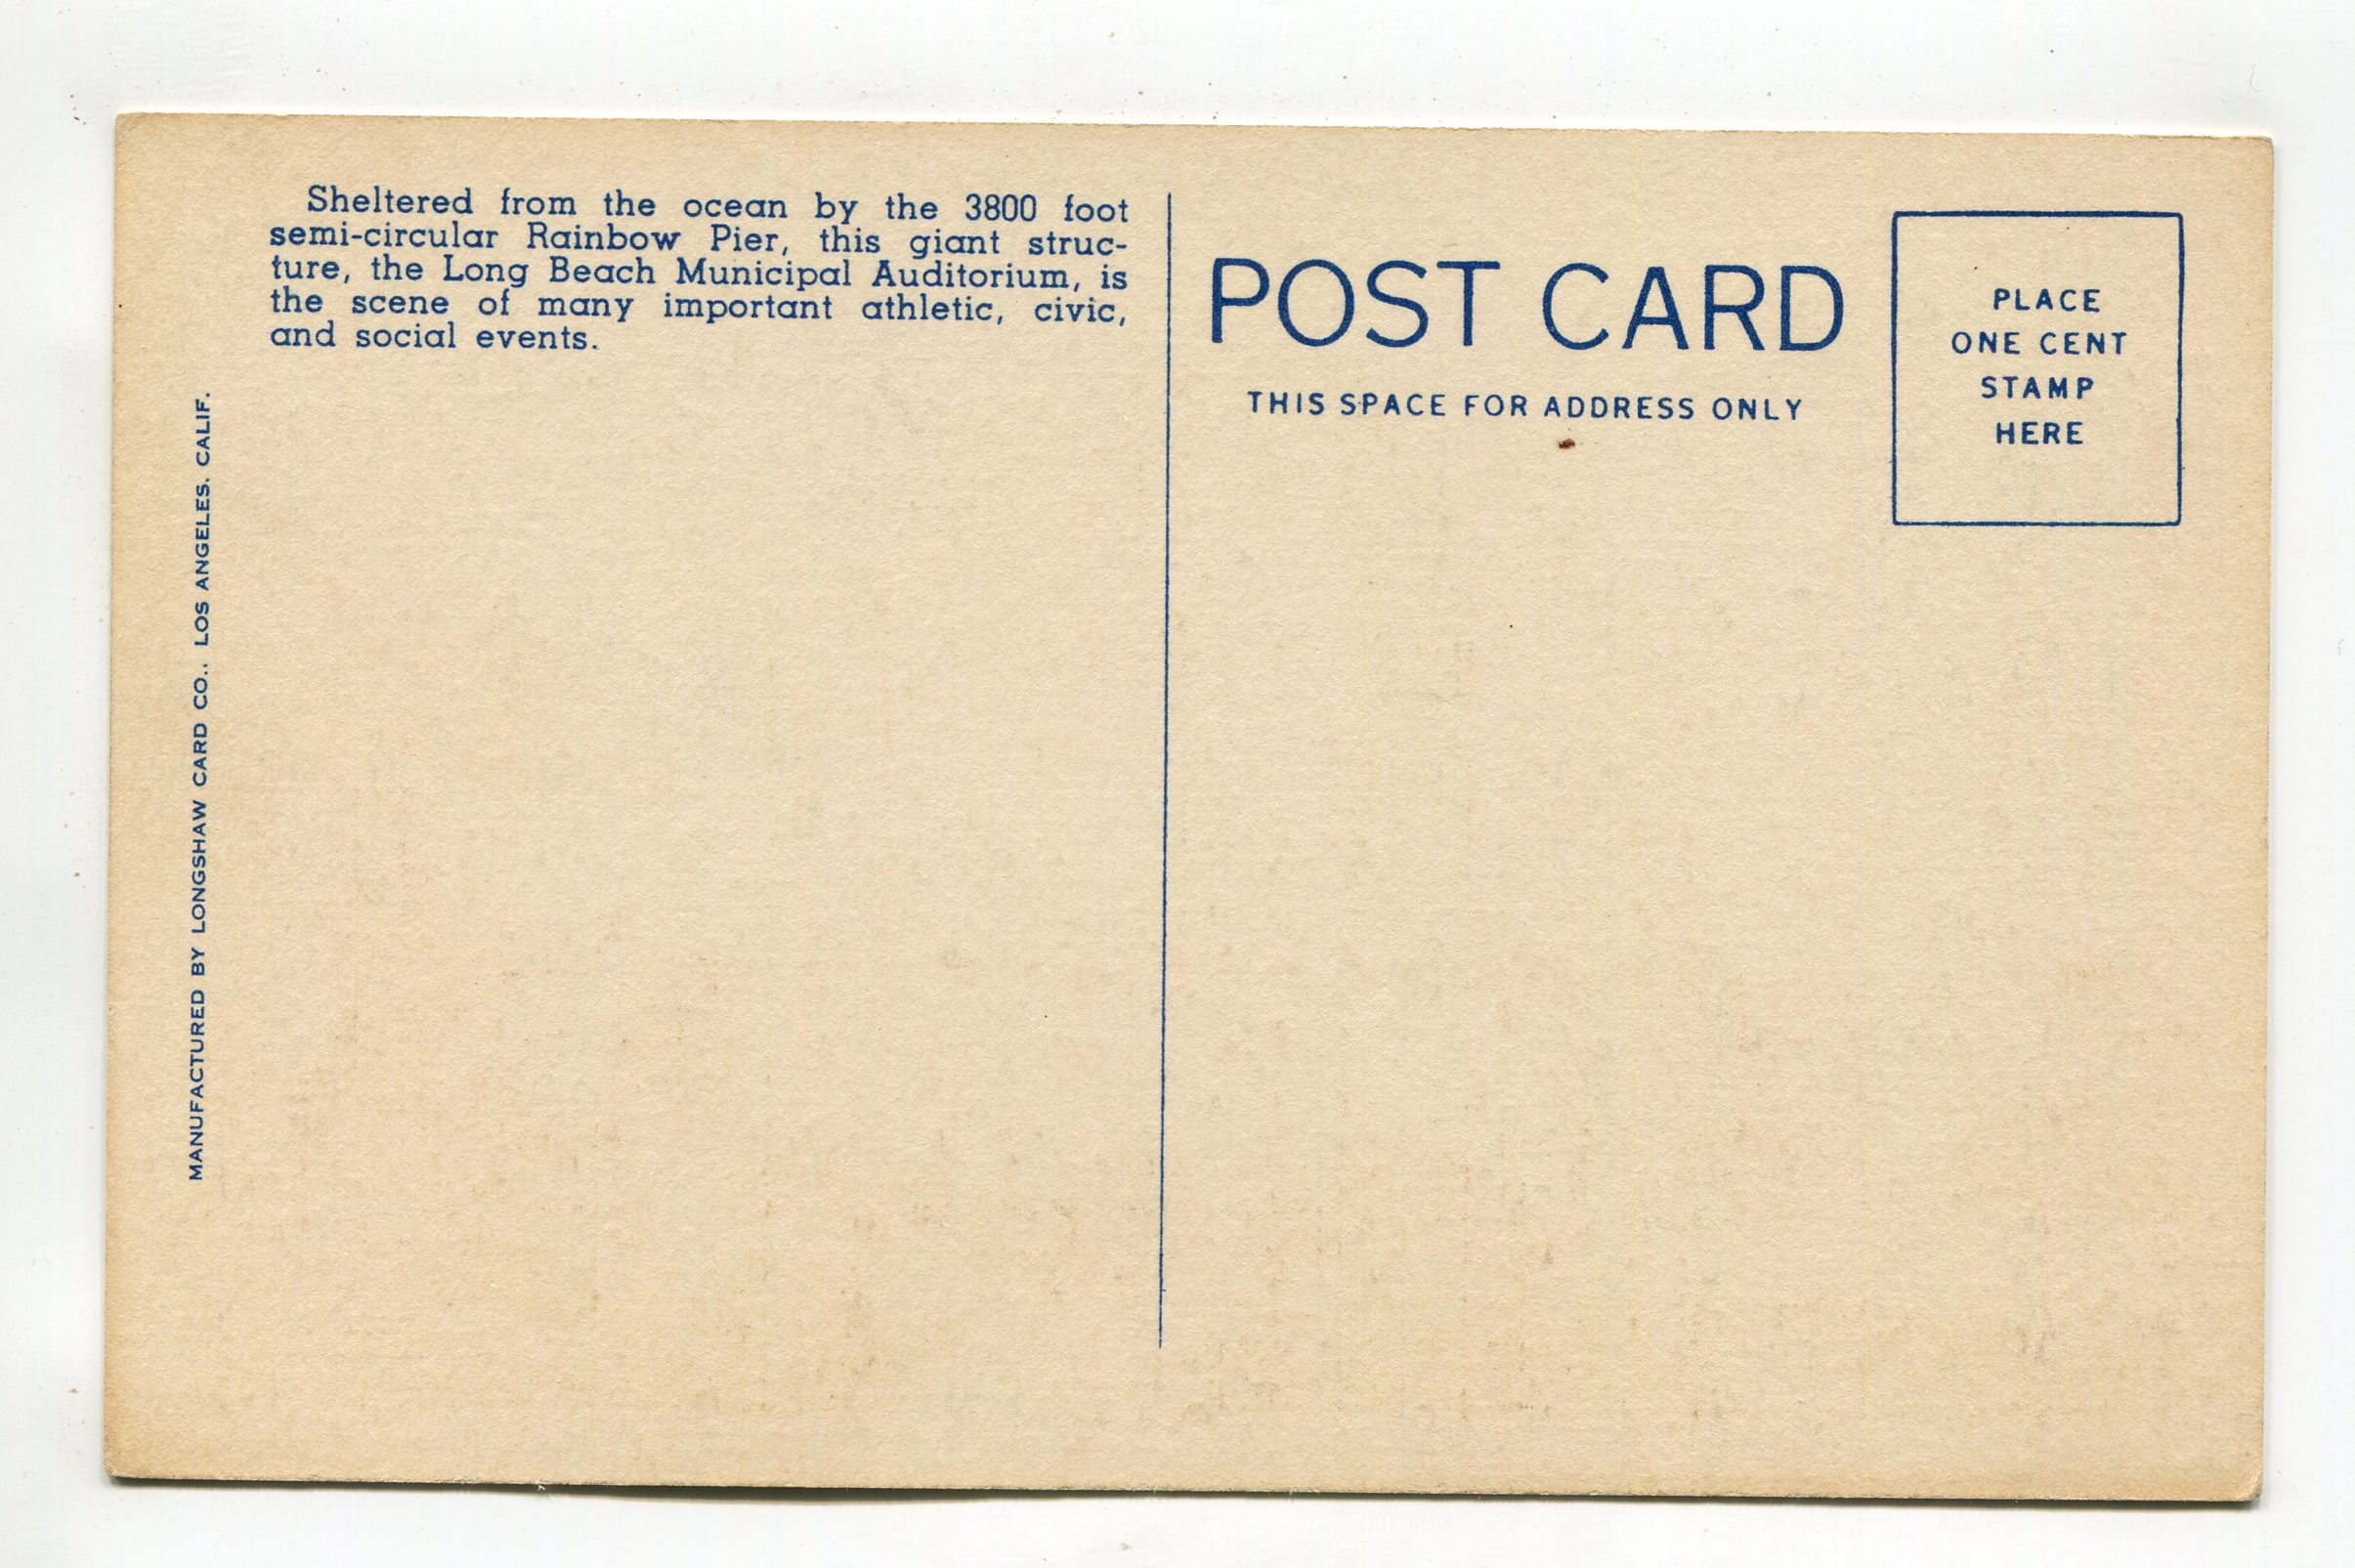 Sheltered from the ocean by the 3800 foot
semi-circular Rainbow Pier, this giant struc-
ture, the Long Beach Municipal Auditorium, is
the scene of many important athletic, civic,
and social events.
MANUFACTURED BY LONGSHAW CARD CO., LOS ANGELES, CALIF.
POST CARD
THIS SPACE FOR ADDRESS ONLY
PLACE
ONE CENT
STAMP
HERE